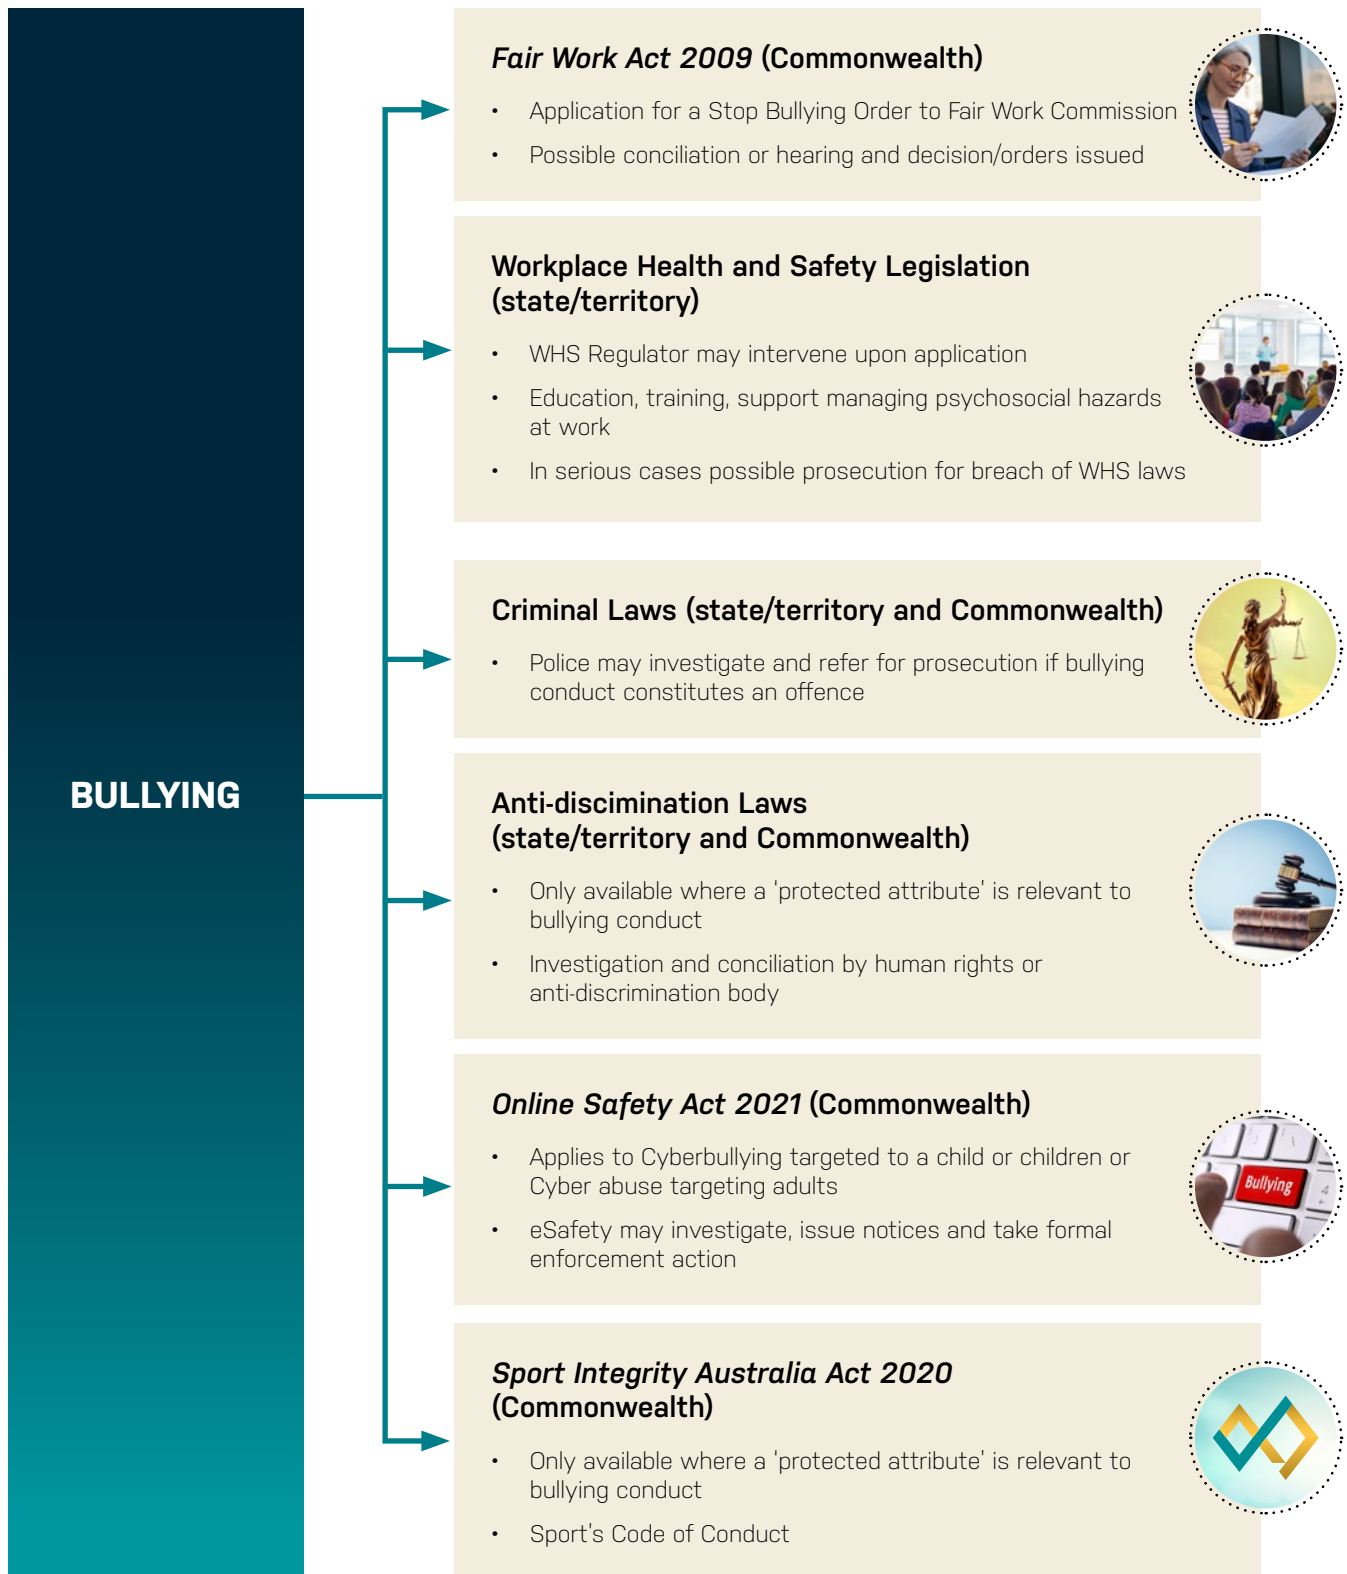 BULLYING
Fair Work Act 2009 (Commonwealth)
• Application for a Stop Bullying Order to Fair Work Commission
• Possible conciliation or hearing and decision/orders issued
Workplace Health and Safety Legislation
(state/territory)
• WHS Regulator may intervene upon application
• Education, training, support managing psychosocial hazards
at work
• In serious cases possible prosecution for breach of WHS laws
Criminal Laws (state/territory and Commonwealth)
• Police may investigate and refer for prosecution if bullying
conduct constitutes an offence
Anti-discimination Laws
(state/territory and Commonwealth)
• Only available where a 'protected attribute' is relevant to
bullying conduct
• Investigation and conciliation by human rights or
anti-discrimination body
Online Safety Act 2021 (Commonwealth)
• Applies to Cyberbullying targeted to a child or children or
Cyber abuse targeting adults
• eSafety may investigate, issue notices and take formal
enforcement action
Bullying
Sport Integrity Australia Act 2020
(Commonwealth)
• Only available where a 'protected attribute' is relevant to
bullying conduct
• Sport's Code of Conduct